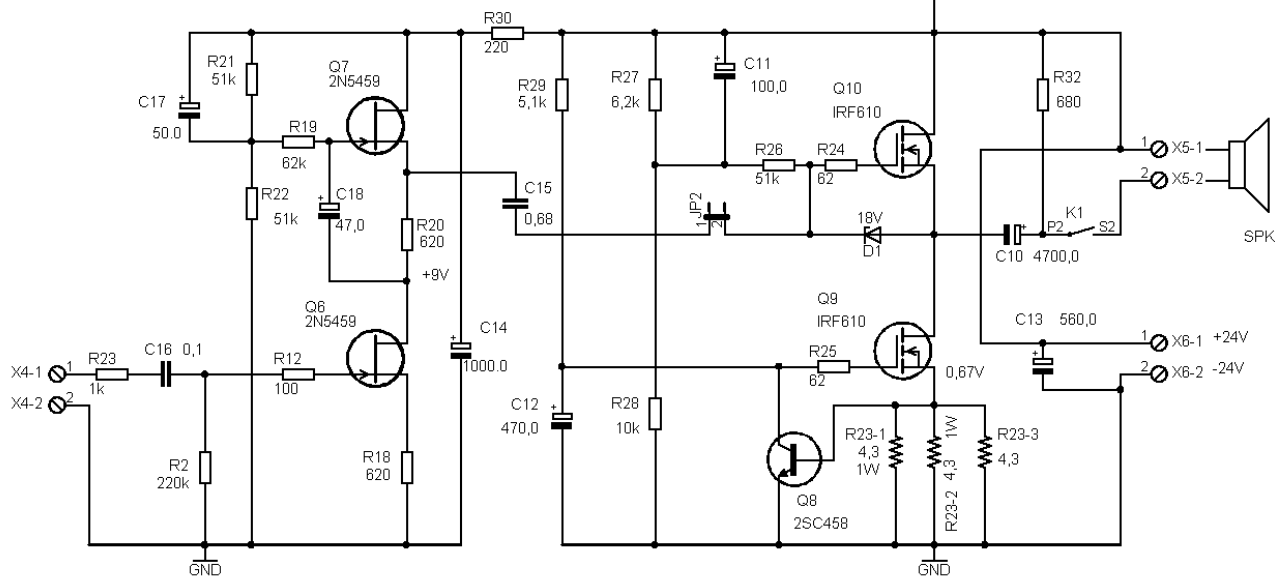 R30
220
R21
51k
Q7
2N5459
C17
50.0
R19
62k
R22
51k
C18
47,0
R20
620
+9V
Q6
2N5459
C14
1000.0
X4-1
1
X4-2
2
R23
1k
C16
0,1
R12
100
R2
220k
R18
620
GND
R29
5,1k
R27
6,2k
C11
100,0
Q10
IRF610
R26
51k
R24
62
C15
0,68
JP2
1
2
18V
D1
R32
680
1
X5-1
2
X5-2
SPK
K1
P2
S2
C10
4700,0
Q9
IRF610
R25
62
0,67V
C13
560,0
1
X6-1
+24V
2
X6-2
-24V
C12
470,0
R28
10k
Q8
2SC458
R23-1
4,3
1W
R23-2
4,3
1W
R23-3
4,3
GND